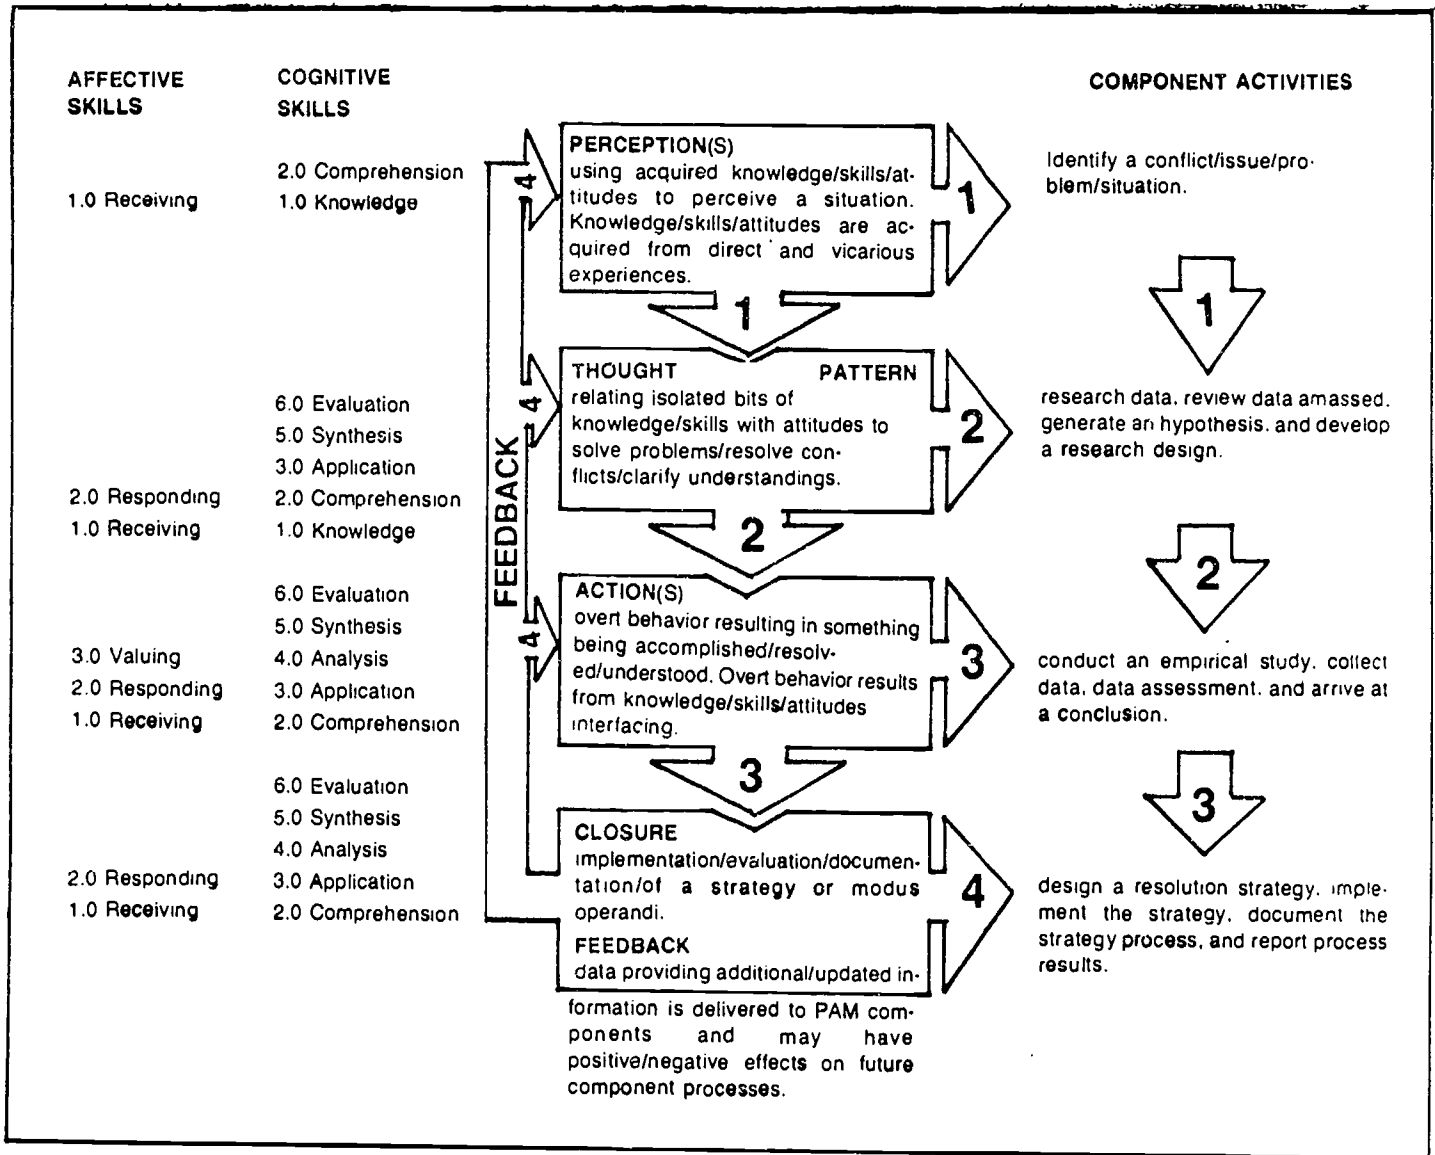 AFFECTIVE
SKILLS
COGNITIVE
SKILLS
COMPONENT ACTIVITIES
2.0 Comprehension
1.0 Receiving
1.0 Knowledge
4
PERCEPTION(S)
using acquired knowledge/skills/at-
titudes to perceive a situation.
Knowledge/skills/attitudes are ac-
quired from direct and vicarious
experiences.
1
Identify a conflict/issue/pro-
blem/situation.
1
1
6.0 Evaluation
5.0 Synthesis
3.0 Application
2.0 Responding
2.0 Comprehension
1.0 Receiving
1.0 Knowledge
FEEDBACK
4
THOUGHT PATTERN
relating isolated bits of
knowledge/skills with attitudes to
solve problems/resolve con-
flicts/clarify understandings.
2
research data, review data amassed,
generate an hypothesis, and develop
a research design.
2
2
6.0 Evaluation
5.0 Synthesis
3.0 Valuing
4.0 Analysis
2.0 Responding
3.0 Application
1.0 Receiving
2.0 Comprehension
4
ACTION(S)
overt behavior resulting in something
being accomplished/resolv-
ed/understood. Overt behavior results
from knowledge/skills/attitudes
interfacing.
3
conduct an empirical study, collect
data, data assessment, and arrive at
a conclusion.
3
3
6.0 Evaluation
5.0 Synthesis
4.0 Analysis
2.0 Responding
3.0 Application
1.0 Receiving
2.0 Comprehension
CLOSURE
implementation/evaluation/documen-
tation/of a strategy or modus
operandi.
FEEDBACK
data providing additional/updated in-
formation is delivered to PAM com-
ponents and may have
positive/negative effects on future
component processes.
4
design a resolution strategy, imple-
ment the strategy, document the
strategy process, and report process
results.